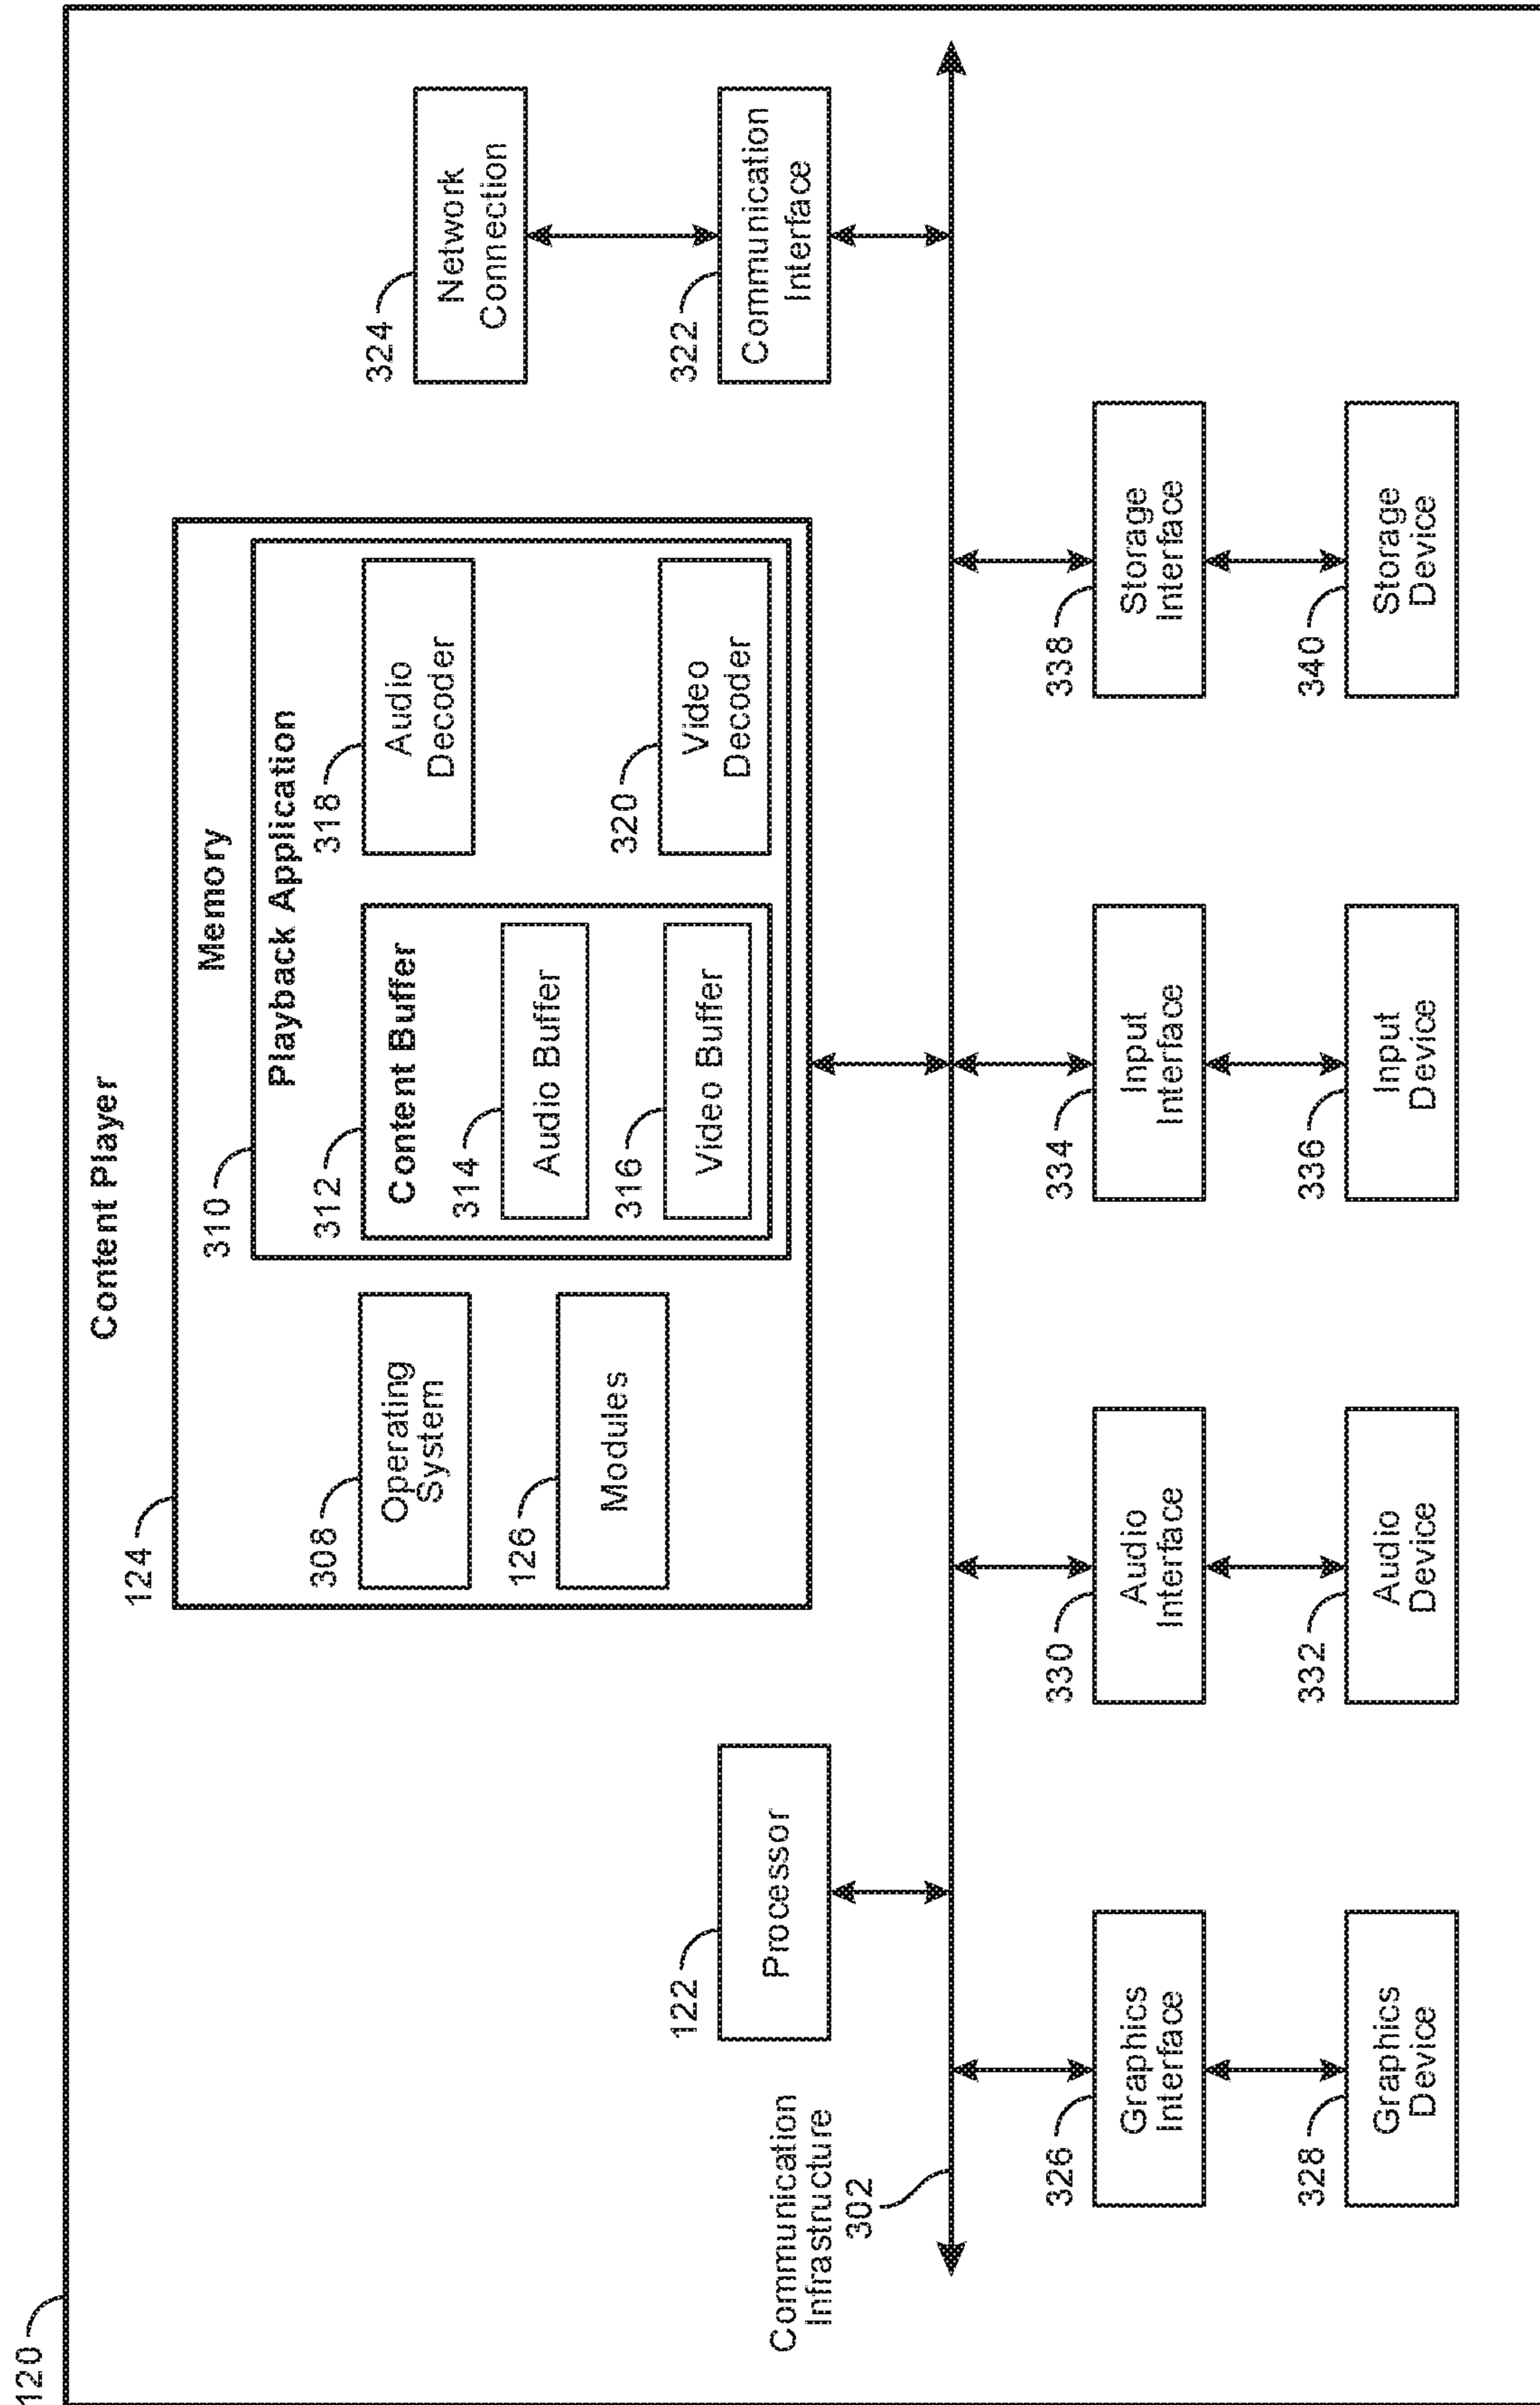 120
Content Player
124
Memory
310
Playback Application
308
Operating
System
126
Modules
312
Content Buffer
314
Audio Buffer
316
Video Buffer
318
Audio
Decoder
320
Video
Decoder
324
Network
Connection
122
Processor
322
Communication
Interface
Communication
Infrastructure
302
326
Graphics
Interface
330
Audio
Interface
334
Input
Interface
338
Storage
Interface
328
Graphics
Device
332
Audio
Device
336
Input
Device
340
Storage
Device